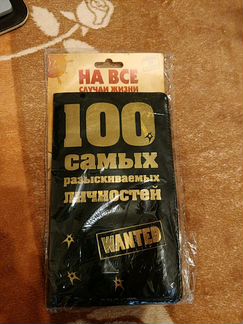 НА ВСЕ
СЛУЧАИ ЖИЗНИ
100
самых
разыскиваемых
личностей
WANTED